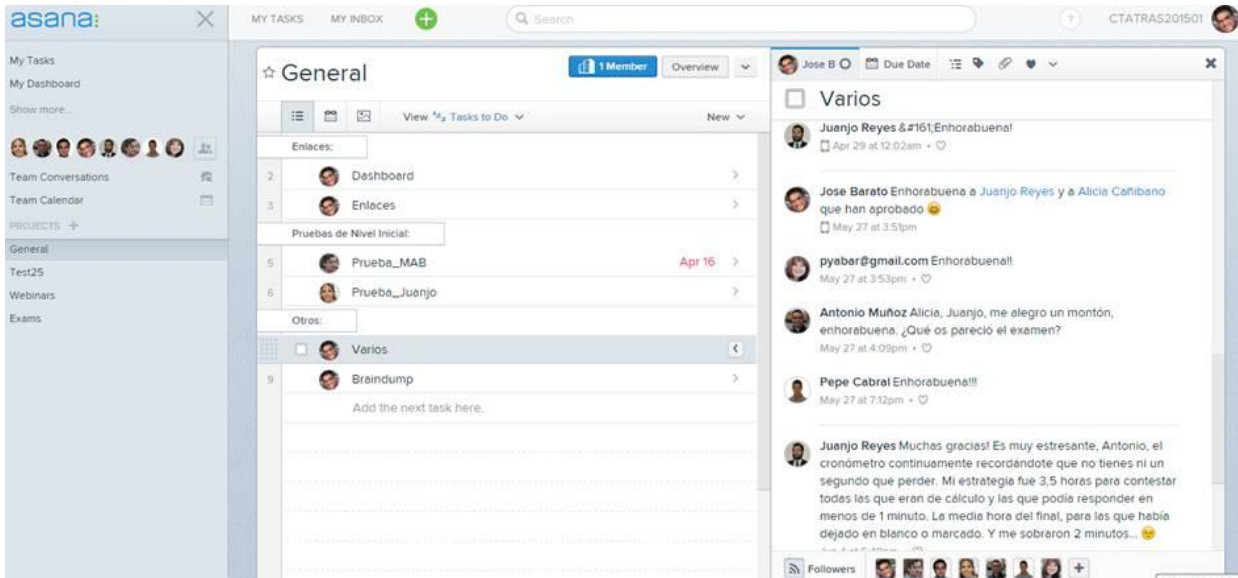 asana:
MY TASKS MY INBOX
Search
?
CTATRAS201501
My Tasks
My Dashboard
Show more...
Team Conversations
Team Calendar
PROJECTS +
General
Test25
Webinars
Exams
General
1 Member
Overview
View Tasks to Do
New
Enlaces:
2 Dashboard
3 Enlaces
Pruebas de Nivel Inicial:
5 Prueba_MAB Apr 16
6 Prueba_Juanjo
Otros:
Varios
9 Braindump
Add the next task here.
Jose B
Due Date
Varios
Juanjo Reyes &#161;Enhorabuena!
Apr 29 at 12:02am •
Jose Barato Enhorabuena a Juanjo Reyes y a Alicia Cañibano
que han aprobado
May 27 at 3:51pm
pyabar@gmail.com Enhorabuena!!
May 27 at 3:53pm •
Antonio Muñoz Alicia, Juanjo, me alegro un montón,
enhorabuena. ¿Qué os pareció el examen?
May 27 at 4:09pm •
Pepe Cabral Enhorabuena!!!
May 27 at 7:12pm •
Juanjo Reyes Muchas gracias! Es muy estresante, Antonio, el
cronómetro continuamente recordándote que no tienes ni un
segundo que perder. Mi estrategia fue 3,5 horas para contestar
todas las que eran de cálculo y las que podía responder en
menos de 1 minuto. La media hora del final, para las que había
dejado en blanco o marcado. Y me sobraron 2 minutos...
Followers